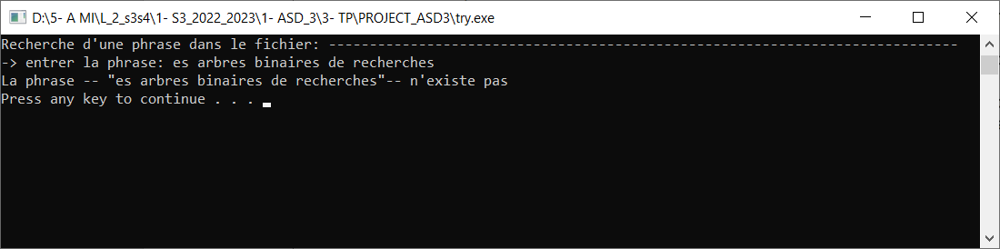 D:\5- A MI\L_2_s3s4\1- S3_2022_2023\1- ASD_3\3- TP\PROJECT_ASD3\try.exe
Recherche d'une phrase dans le fichier: -----------------------------------------------------------------------------
-> entrer la phrase: es arbres binaires de recherches
La phrase -- "es arbres binaires de recherches"-- n'existe pas
Press any key to continue . . .